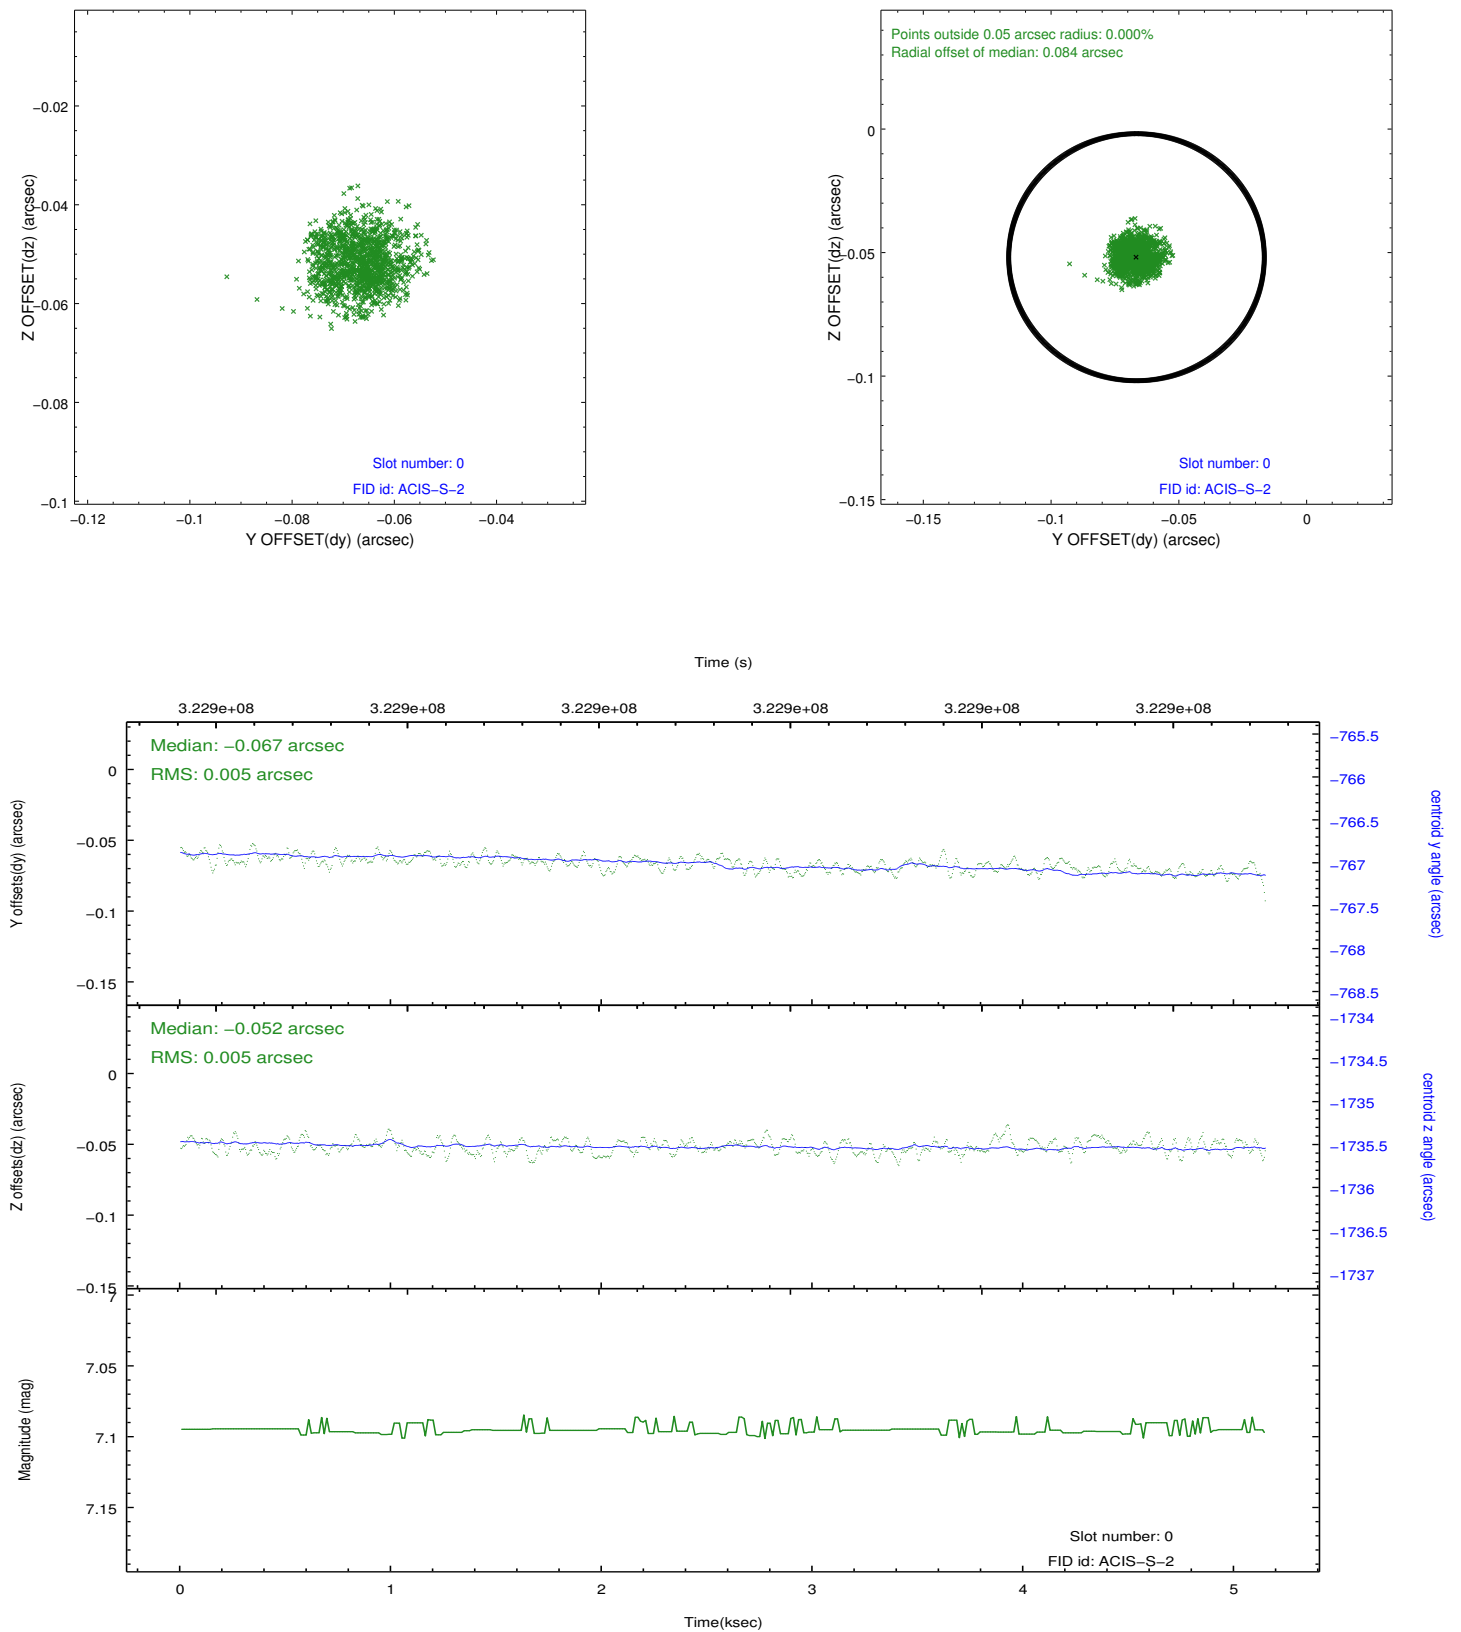 −0.02
−0.04
−0.06
−0.08
−0.1
Z OFFSET(dz) (arcsec)
Slot number: 0
FID id: ACIS−S−2
−0.12
−0.1
−0.08
−0.06
−0.04
Y OFFSET(dy) (arcsec)
Points outside 0.05 arcsec radius: 0.000%
Radial offset of median: 0.084 arcsec
0
−0.05
−0.1
−0.15
Z OFFSET(dz) (arcsec)
Slot number: 0
FID id: ACIS−S−2
−0.15
−0.1
−0.05
0
Y OFFSET(dy) (arcsec)
Time (s)
3.229e+08
3.229e+08
3.229e+08
3.229e+08
3.229e+08
3.229e+08
Median: −0.067 arcsec
RMS: 0.005 arcsec
0
−0.05
−0.1
−0.15
Y offsets(dy) (arcsec)
−765.5
−766
−766.5
−767
−767.5
−768
−768.5
centroid y angle (arcsec)
Median: −0.052 arcsec
RMS: 0.005 arcsec
0
−0.05
−0.1
−0.15
Z offsets(dz) (arcsec)
−1734
−1734.5
−1735
−1735.5
−1736
−1736.5
−1737
centroid z angle (arcsec)
7
7.05
7.1
7.15
Magnitude (mag)
Slot number: 0
FID id: ACIS−S−2
0
1
2
3
4
5
Time(ksec)